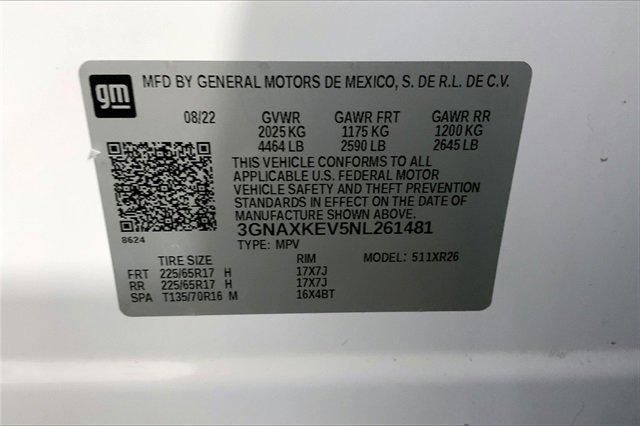 gm
MFD BY GENERAL MOTORS DE MEXICO, S. DE R.L. DE C.V.
08/22 GVWR GAWR FRT GAWR RR
2025 KG 1175 KG 1200 KG
4464 LB 2590 LB 2645 LB
THIS VEHICLE CONFORMS TO ALL
APPLICABLE U.S. FEDERAL MOTOR
VEHICLE SAFETY AND THEFT PREVENTION
STANDARDS IN EFFECT ON THE DATE OF
MANUFACTURE SHOWN ABOVE.
8624 3GNAXKEV5NL261481
TYPE: MPV MODEL: 511XR26
TIRE SIZE RIM
FRT 225/65R17 H 17X7J
RR 225/65R17 H 17X7J
SPA T135/70R16 M 16X4BT